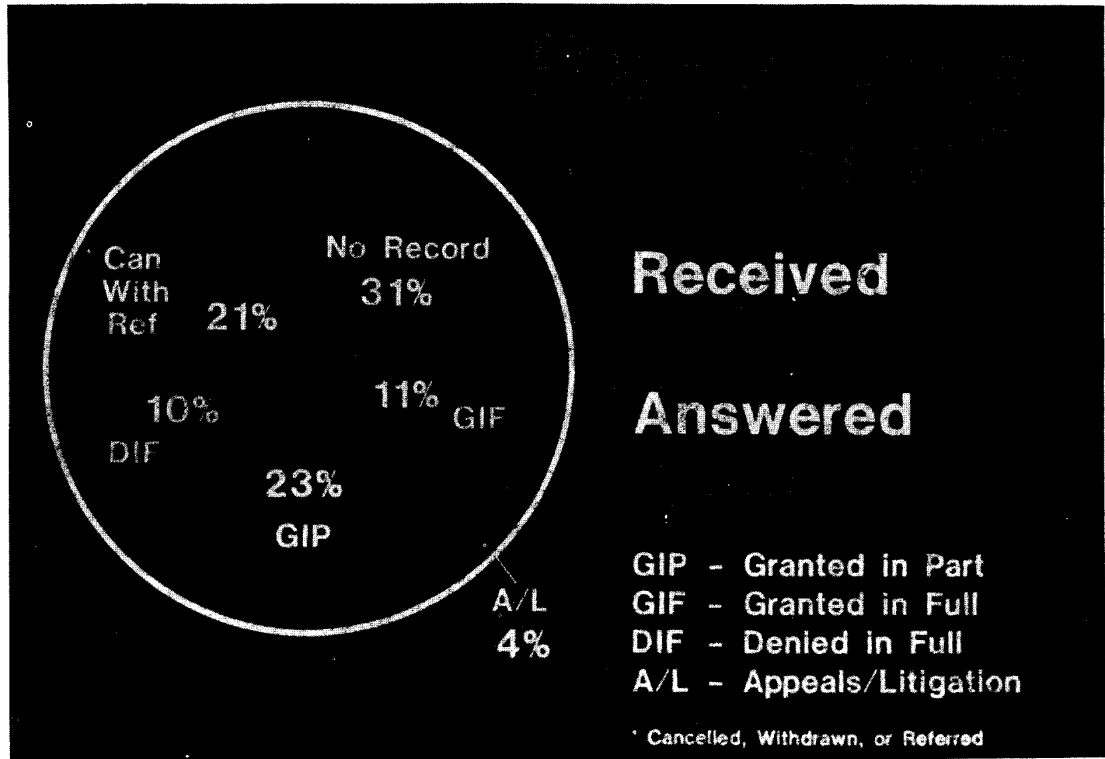 Can
With
Ref
21%
No Record
31%
10%
DIF
11%
GIF
23%
GIP
A/L
4%
Received
Answered
GIP - Granted in Part
GIF - Granted in Full
DIF - Denied in Full
A/L - Appeals/Litigation
* Cancelled, Withdrawn, or Referred